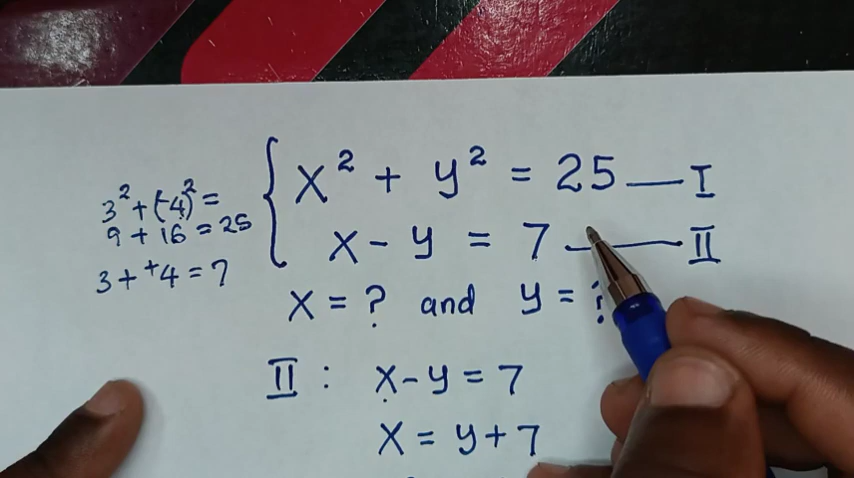 x² + y² = 25 — I
x - y = 7 — II
x = ? and y = ?
3² + (-4)² =
9 + 16 = 25
3 + +4 = 7
II : x - y = 7
x = y + 7